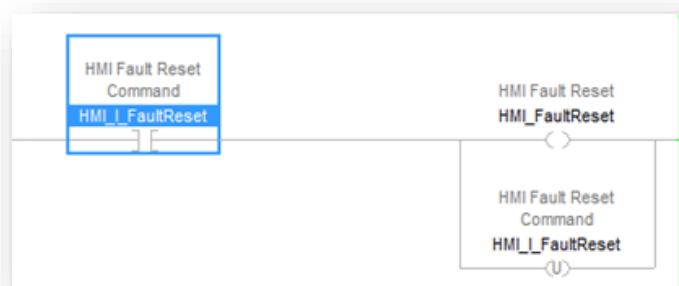 HMI Fault Reset
Command
HMI_I_FaultReset
HMI Fault Reset
HMI_FaultReset
HMI Fault Reset
Command
HMI_I_FaultReset
U